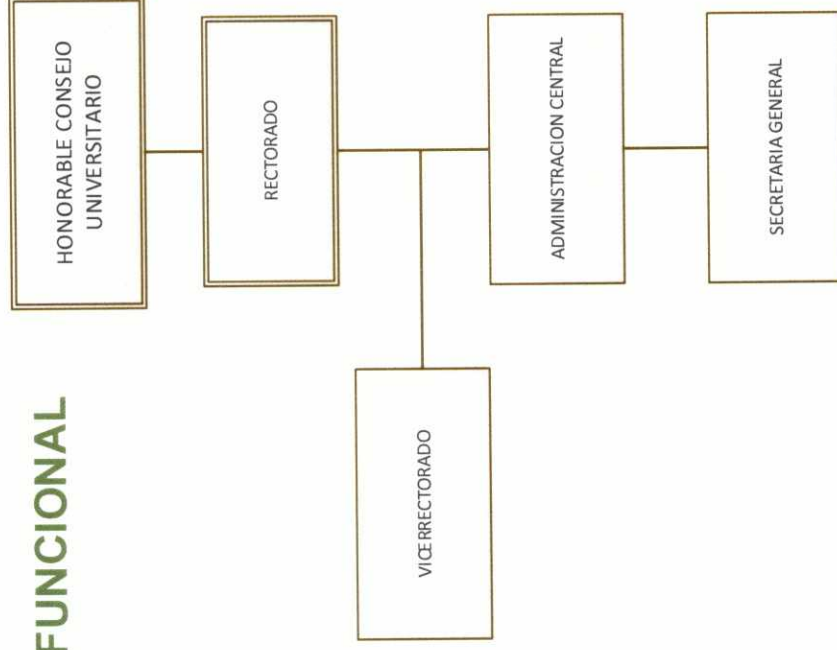 FUNCIONAL
HONORABLE CONSEJO
UNIVERSITARIO
RECTORADO
VICERRECTORADO
ADMINISTRACION CENTRAL
SECRETARIA GENERAL